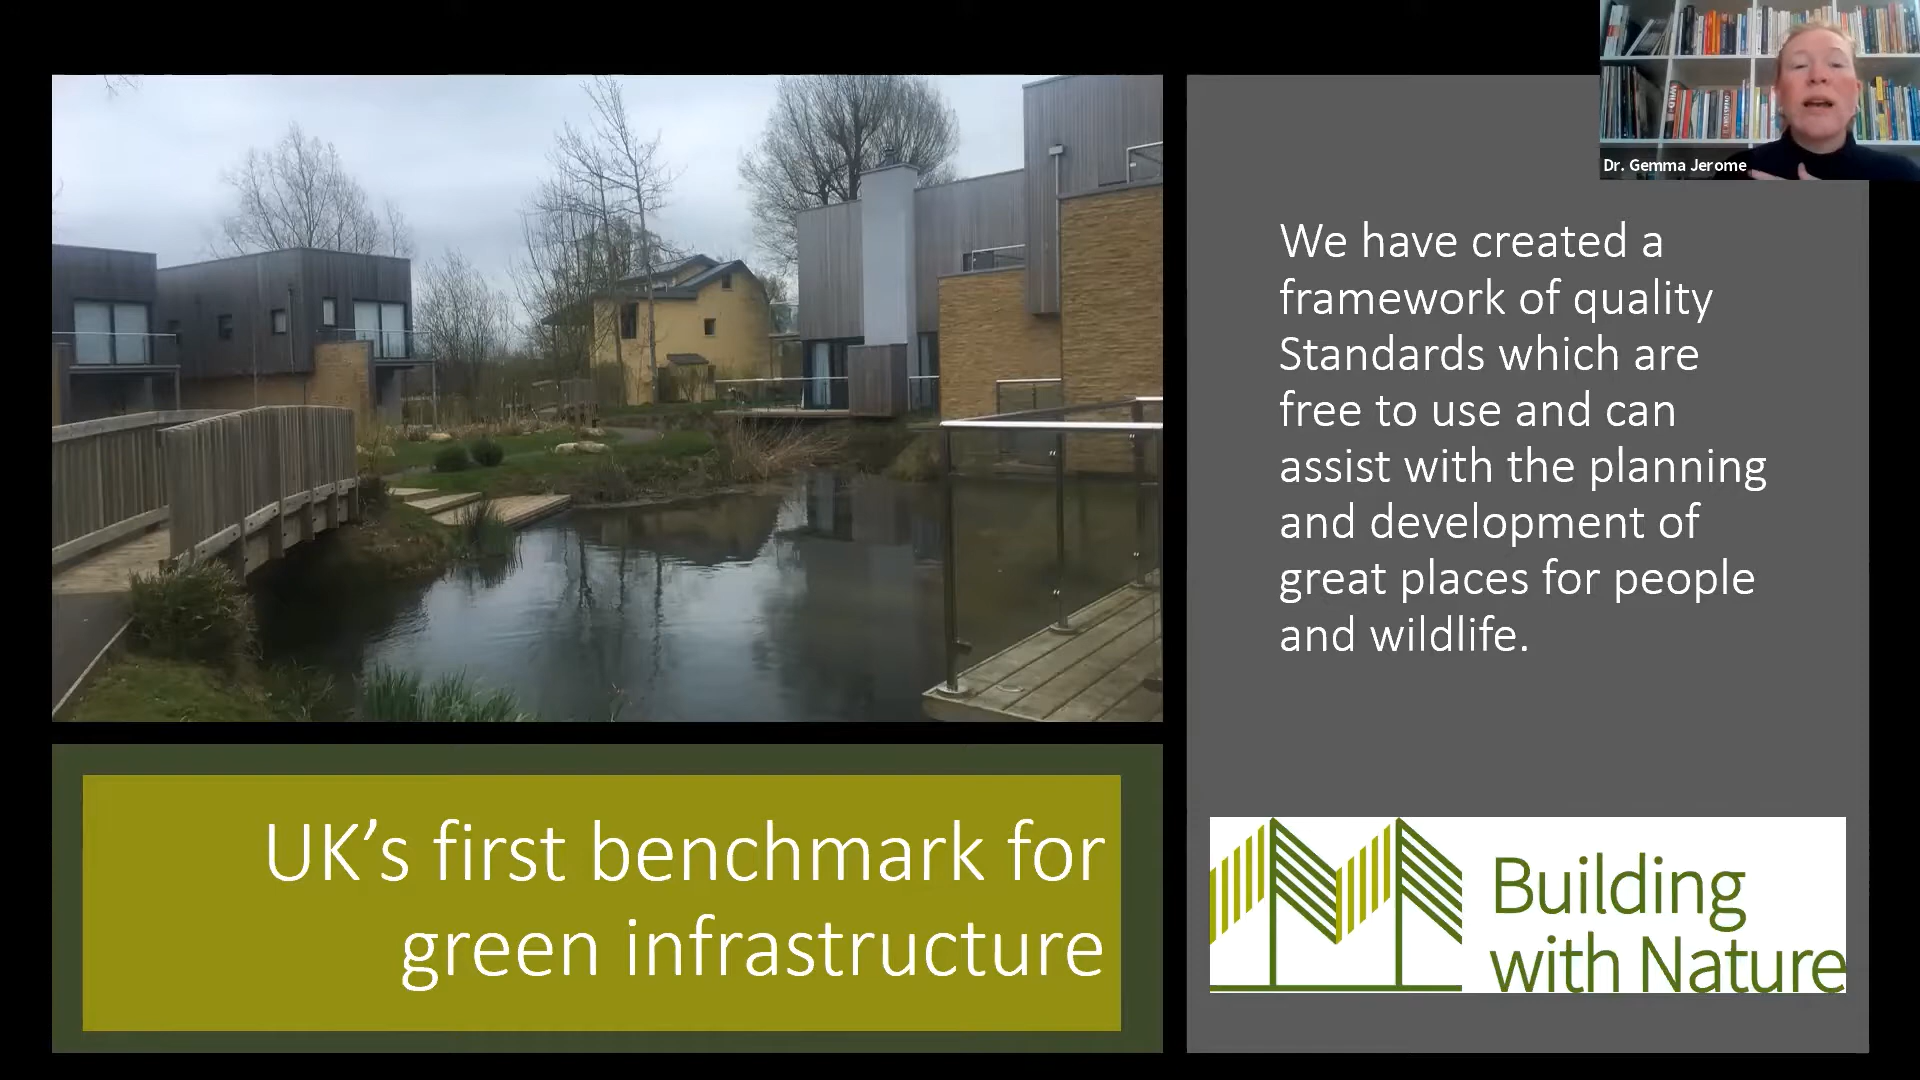 Dr. Gemma Jerome
We have created a
framework of quality
Standards which are
free to use and can
assist with the planning
and development of
great places for people
and wildlife.
UK’s first benchmark for
green infrastructure
Building
with Nature